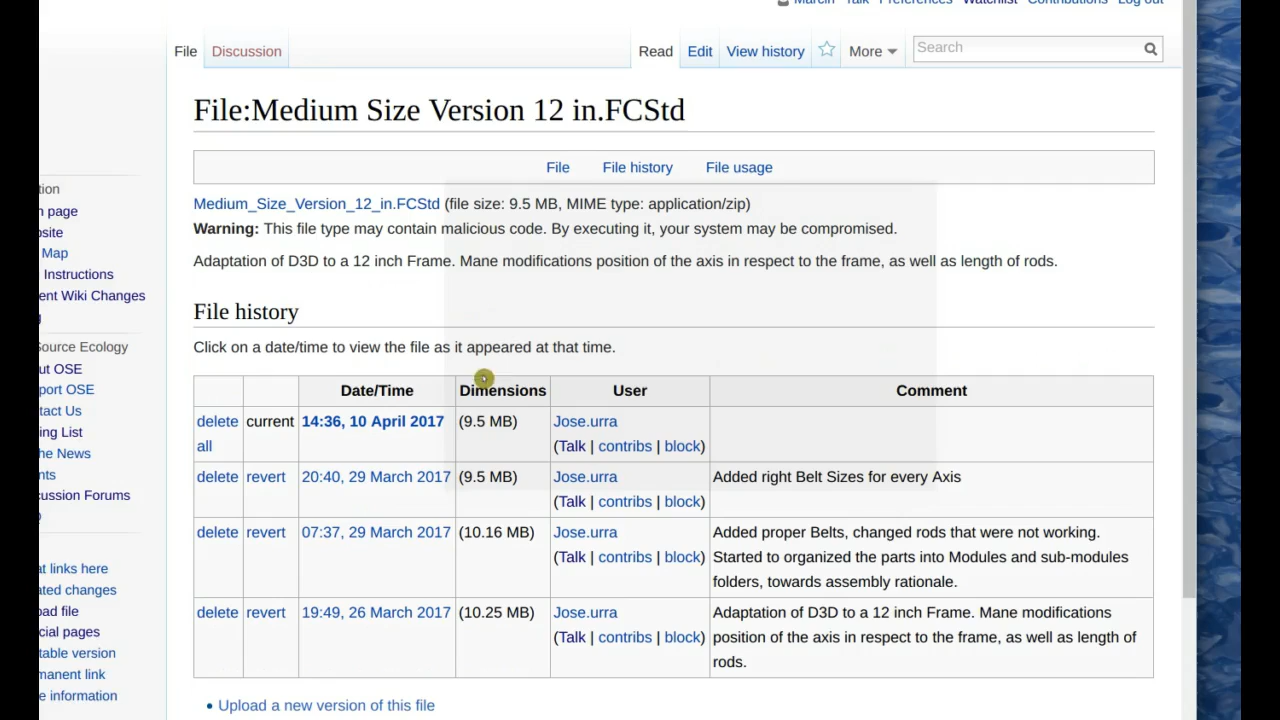 Marcin Talk Preferences Watchlist Contributions Log out
File Discussion Read Edit View history More Search
File:Medium Size Version 12 in.FCStd
File File history File usage
Medium_Size_Version_12_in.FCStd (file size: 9.5 MB, MIME type: application/zip)
Warning: This file type may contain malicious code. By executing it, your system may be compromised.
Adaptation of D3D to a 12 inch Frame. Mane modifications position of the axis in respect to the frame, as well as length of rods.
File history
Click on a date/time to view the file as it appeared at that time.
Date/Time Dimensions User Comment
delete all current 14:36, 10 April 2017 (9.5 MB) Jose.urra (Talk | contribs | block)
delete revert 20:40, 29 March 2017 (9.5 MB) Jose.urra (Talk | contribs | block) Added right Belt Sizes for every Axis
delete revert 07:37, 29 March 2017 (10.16 MB) Jose.urra (Talk | contribs | block) Added proper Belts, changed rods that were not working.
Started to organized the parts into Modules and sub-modules
folders, towards assembly rationale.
delete revert 19:49, 26 March 2017 (10.25 MB) Jose.urra (Talk | contribs | block) Adaptation of D3D to a 12 inch Frame. Mane modifications
position of the axis in respect to the frame, as well as length of
rods.
Upload a new version of this file
tion
n page
site
Map
Instructions
ent Wiki Changes
ource Ecology
ut OSE
port OSE
tact Us
ing List
he News
nts
cussion Forums
at links here
ated changes
oad file
cial pages
table version
manent link
e information